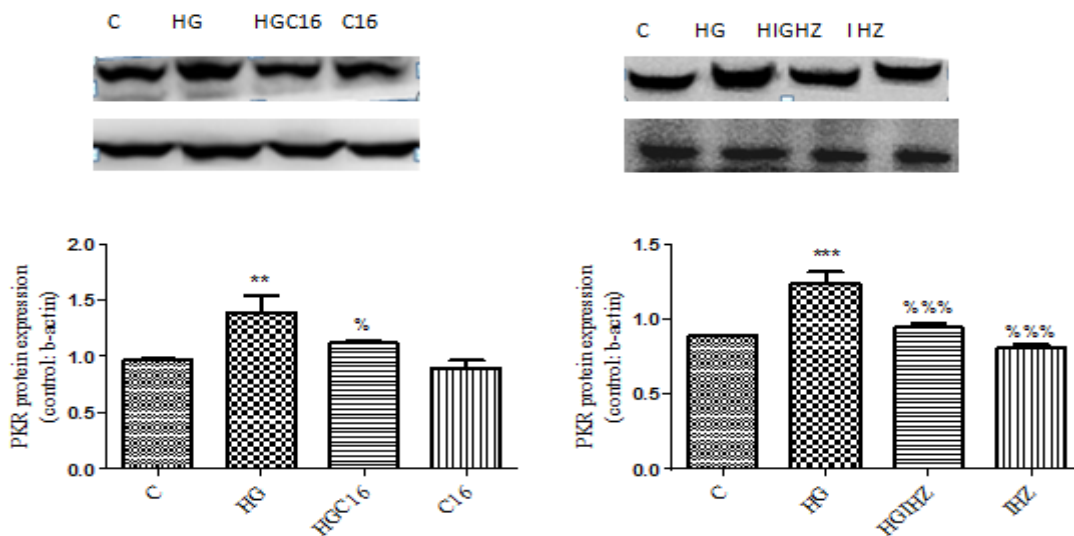 C HG HGC16 C16
C HG HIGHZ I HZ
PKR protein expression
(control: b-actin)
2.0
1.5
1.0
0.5
0.0
**
%
C
HG
HGC16
C16
PKR protein expression
(control: b-actin)
1.5
1.0
0.5
0.0
***
%%%
%%%
C
HG
HGIHZ
IHZ